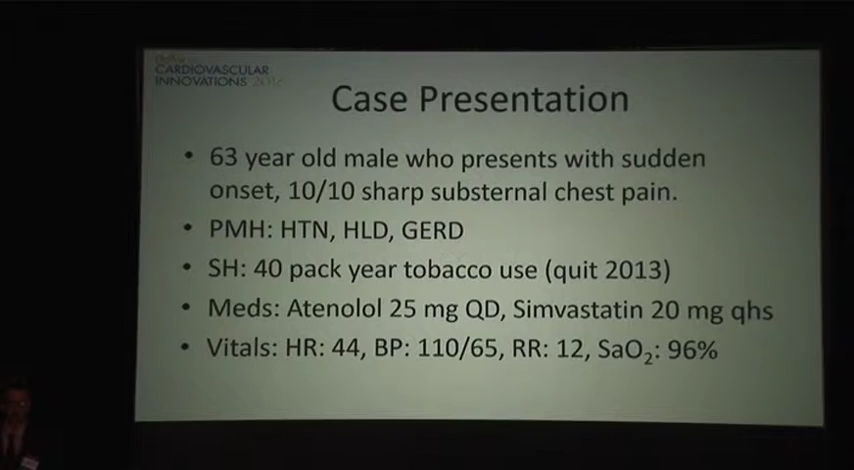 CARDIOVASCULAR
INNOVATIONS 2016
Case Presentation
• 63 year old male who presents with sudden
onset, 10/10 sharp substernal chest pain.
• PMH: HTN, HLD, GERD
• SH: 40 pack year tobacco use (quit 2013)
• Meds: Atenolol 25 mg QD, Simvastatin 20 mg qhs
• Vitals: HR: 44, BP: 110/65, RR: 12, SaO₂: 96%